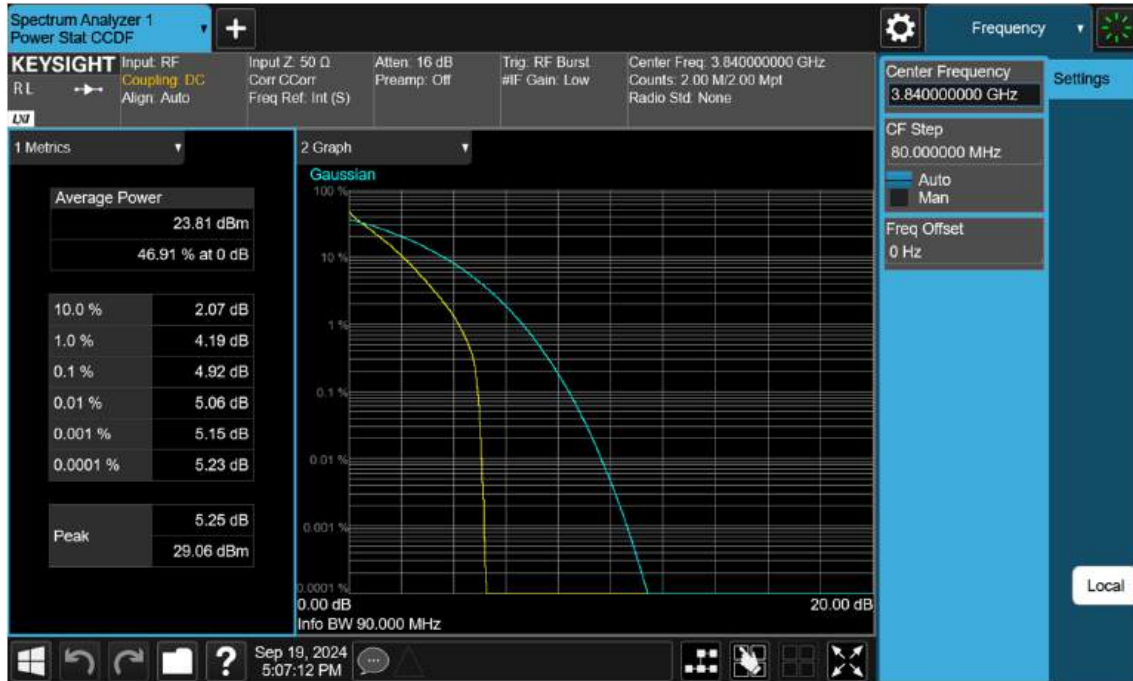 Spectrum Analyzer 1
Power Stat CCDF
Frequency
KEYSIGHT
R L
LXI
Input: RF
Coupling: DC
Align: Auto
Input Z: 50 Ω
Corr CCorr
Freq Ref: Int (S)
Atten: 16 dB
Preamp: Off
Trig: RF Burst
#IF Gain: Low
Center Freq: 3.840000000 GHz
Counts: 2.00 M/2.00 Mpt
Radio Std: None
Center Frequency
3.840000000 GHz
Settings
CF Step
80.000000 MHz
Auto
Man
Freq Offset
0 Hz
1 Metrics
Average Power
23.81 dBm
46.91 % at 0 dB
10.0 % 2.07 dB
1.0 % 4.19 dB
0.1 % 4.92 dB
0.01 % 5.06 dB
0.001 % 5.15 dB
0.0001 % 5.23 dB
Peak
5.25 dB
29.06 dBm
2 Graph
Gaussian
100 %
10 %
1 %
0.1 %
0.01 %
0.001 %
0.0001 %
0.00 dB 20.00 dB
Info BW 90.000 MHz
Local
?
Sep 19, 2024
5:07:12 PM